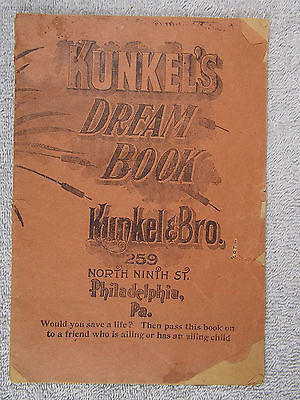 KUNKEL'S
DREAM
BOOK
Kunkel & Bro.
259
NORTH NINTH ST.
Philadelphia,
Pa.
Would you save a life? Then pass this book on
to a friend who is ailing or has an ailing child